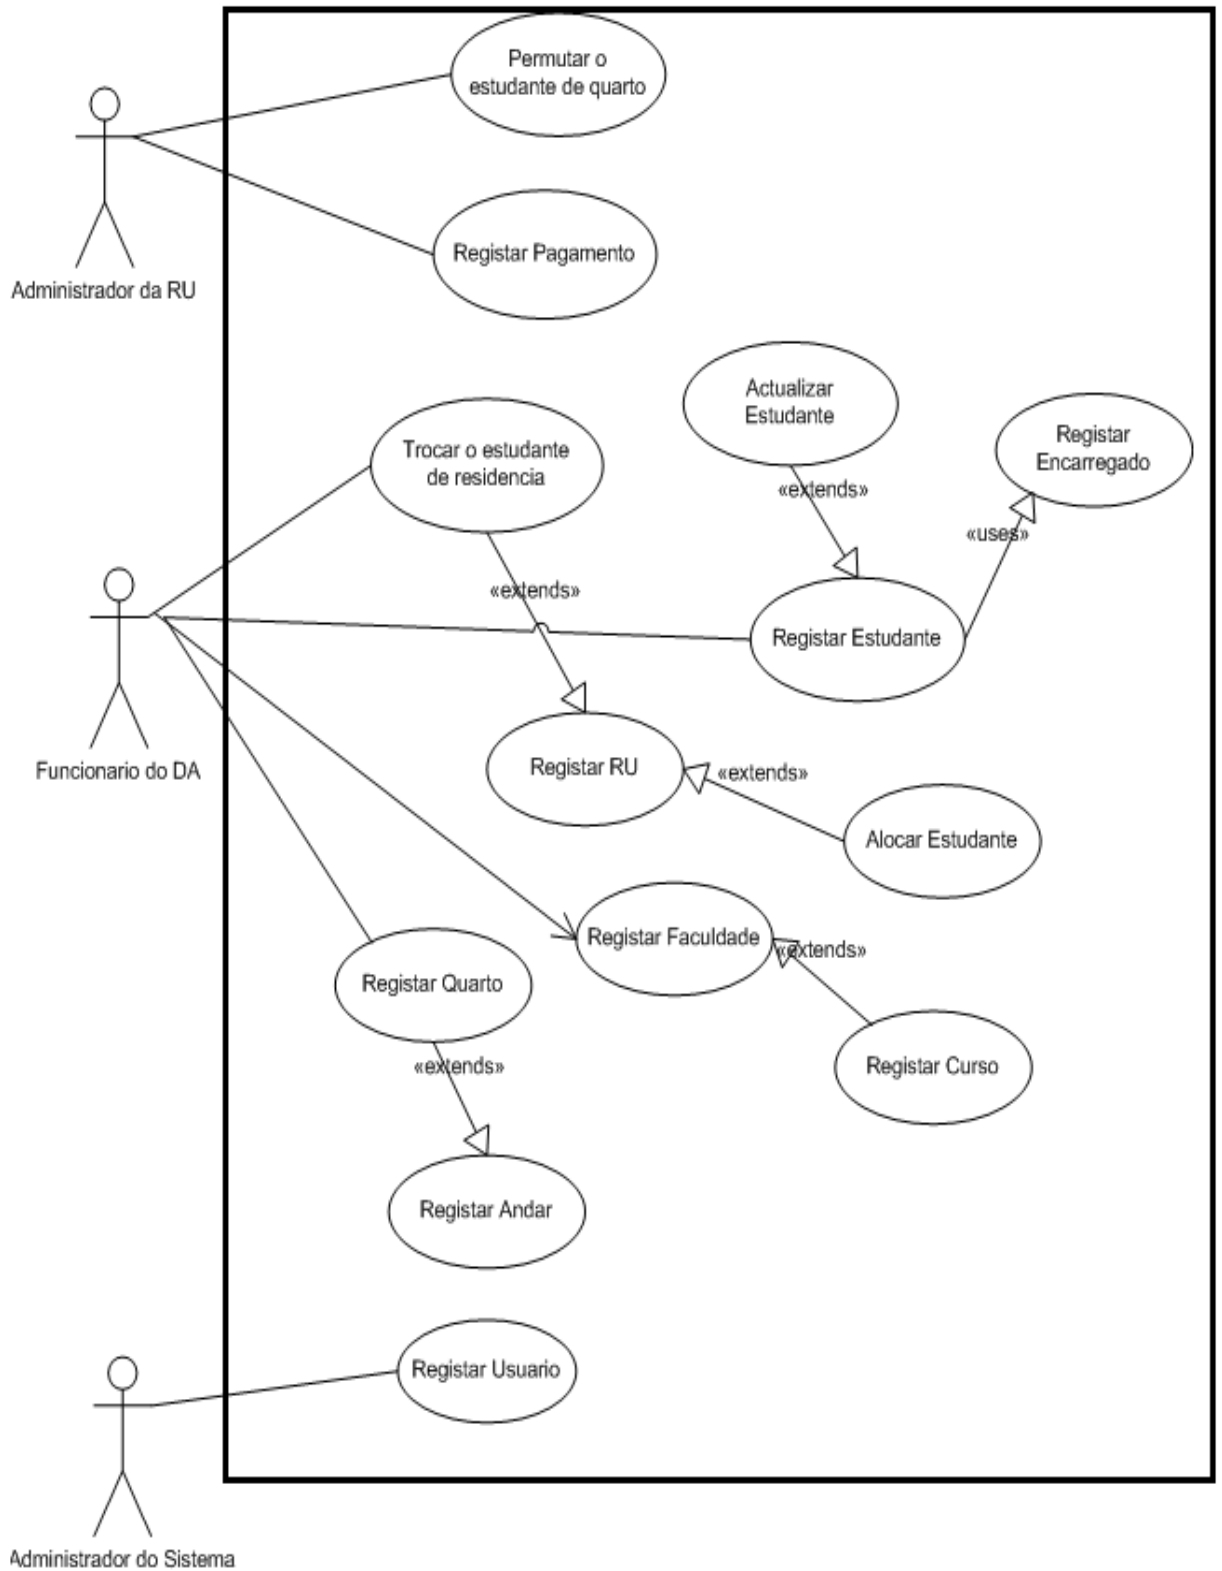 Permutar o
estudante de quarto
Administrador da RU
Registar Pagamento
Actualizar
Estudante
Registar
Encarregado
Trocar o estudante
de residencia
«extends»
«uses»
«extends»
Registar Estudante
Funcionario do DA
Registar RU
«extends»
Alocar Estudante
Registar Faculdade
«extends»
Registar Quarto
«extends»
Registar Curso
Registar Andar
Registar Usuario
Administrador do Sistema